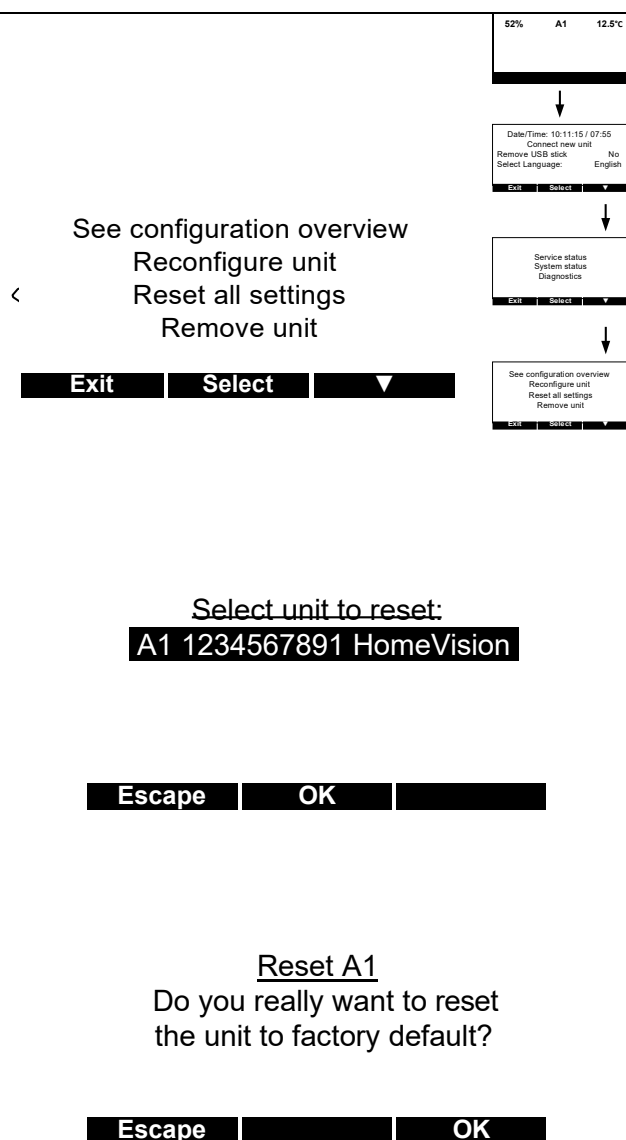 52% A1 12.5°C
Date/Time: 10:11:15 / 07:55
Connect new unit
Remove USB stick No
Select Language: English
Exit Select ▼
Service status
System status
Diagnostics
Exit Select ▼
See configuration overview
Reconfigure unit
Reset all settings
Remove unit
Exit Select ▼
See configuration overview
Reconfigure unit
Reset all settings
Remove unit
Exit Select ▼
Select unit to reset:
A1 1234567891 HomeVision
Escape OK
Reset A1
Do you really want to reset
the unit to factory default?
Escape OK